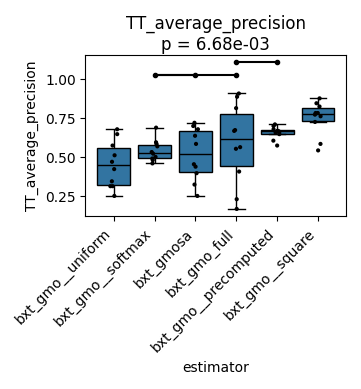 TT_average_precision
p = 6.68e-03
TT_average_precision
1.00
0.75
0.50
0.25
bxt_gmo__uniform
bxt_gmo__softmax
bxt_gmosa
bxt_gmo_full
bxt_gmo__precomputed
bxt_gmo__square
estimator